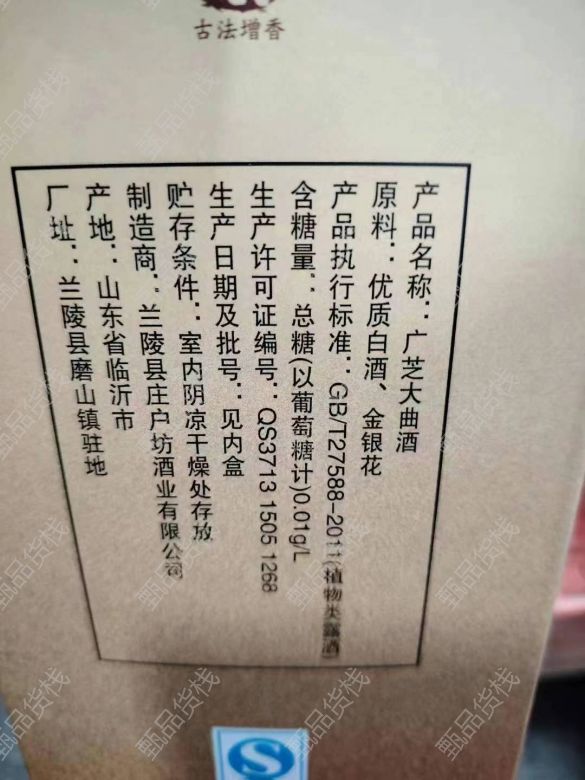 古法增香
产品名称：广芝大曲酒
原料：优质白酒、金银花
产品执行标准：GB/T27588-2011(植物类露酒)
含糖量：总糖(以葡萄糖计)0.01g/L
生产许可证编号：QS3713 1505 1268
生产日期及批号：见内盒
贮存条件：室内阴凉干燥处存放
制造商：兰陵县庄户坊酒业有限公司
产地：山东省临沂市
厂址：兰陵县磨山镇驻地
甄品货栈